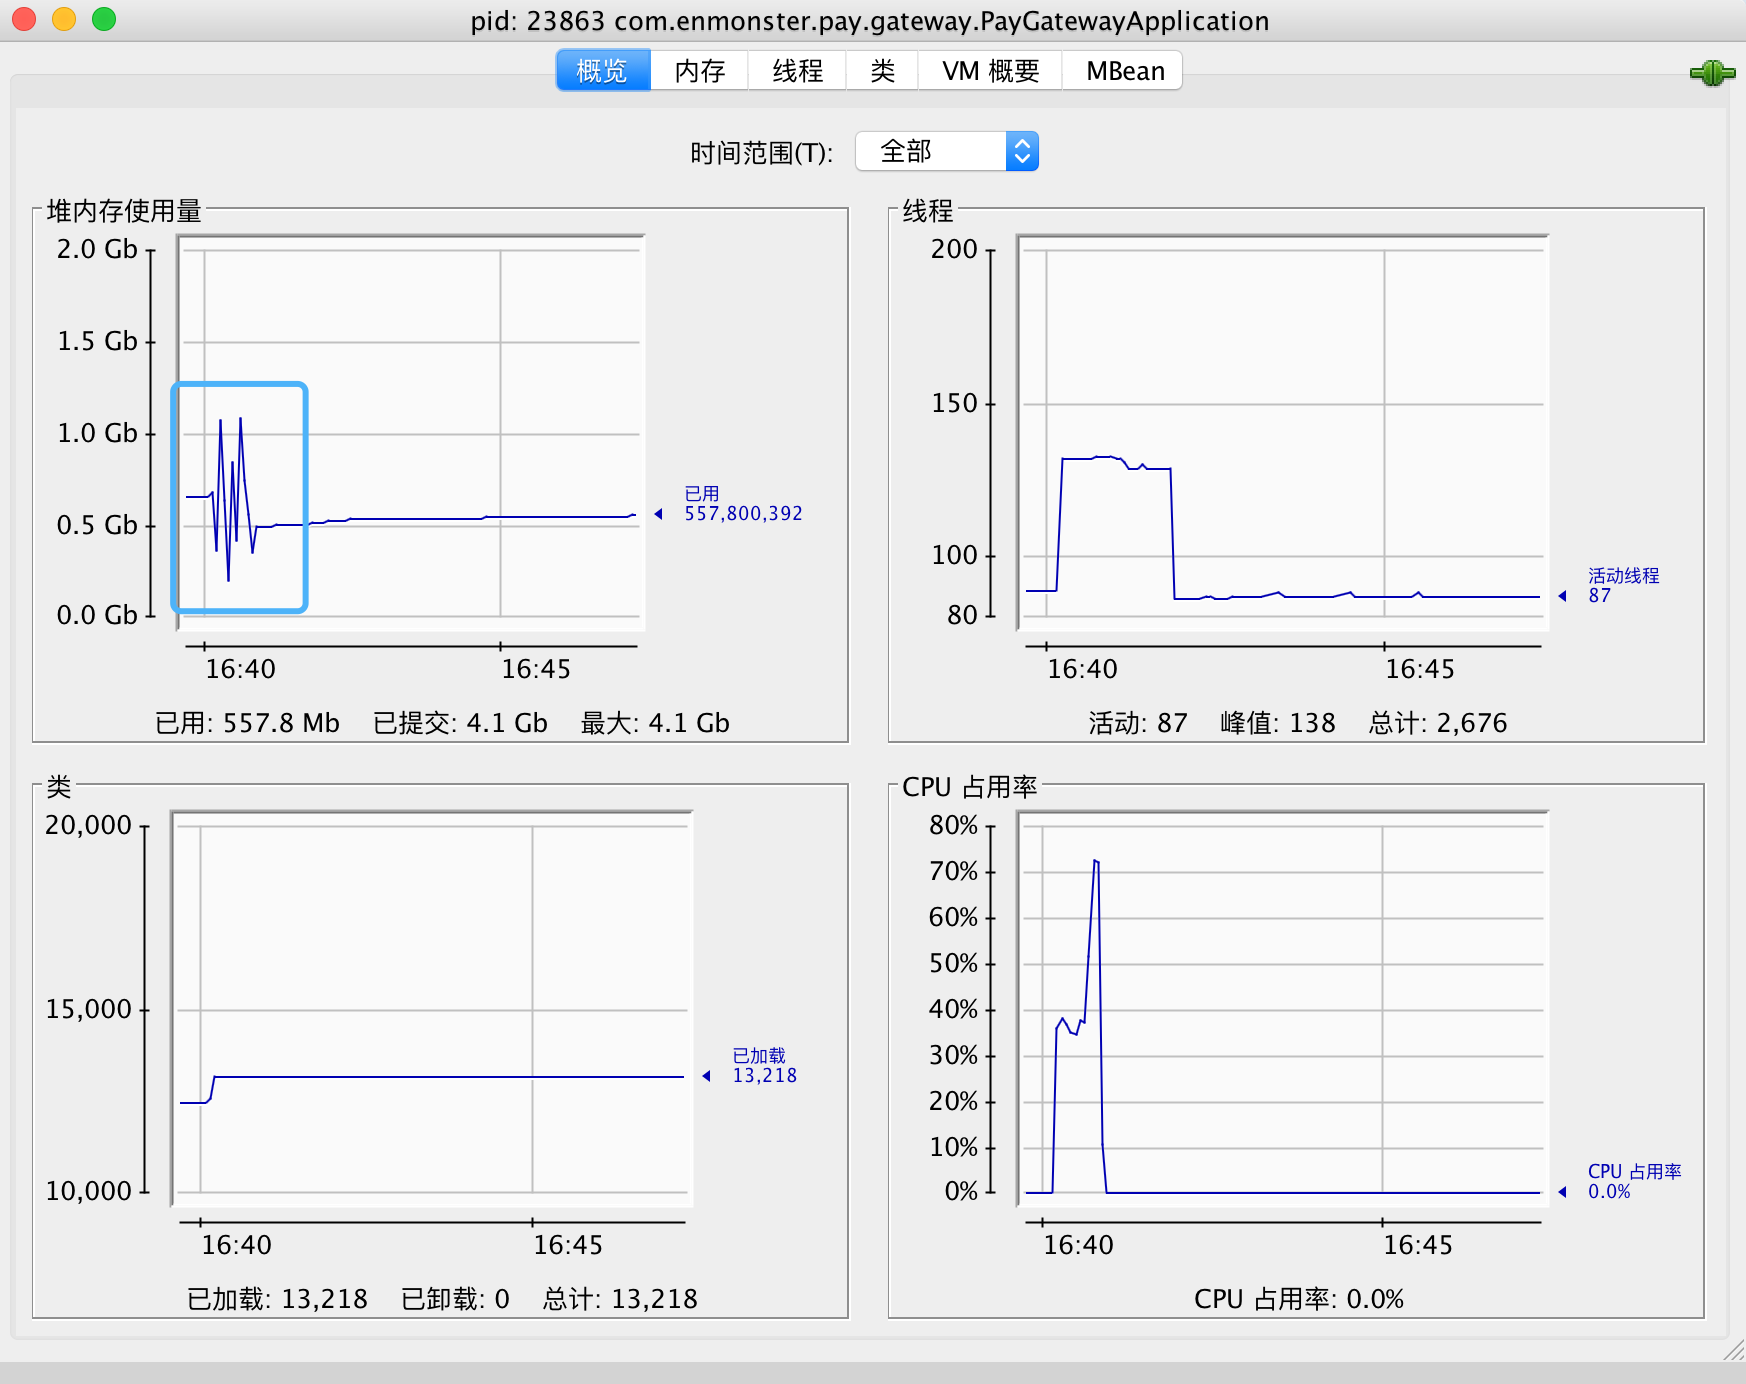 pid: 23863 com.enmonster.pay.gateway.PayGatewayApplication
概览 内存 线程 类 VM 概要 MBean
时间范围(T): 全部
堆内存使用量
2.0 Gb
1.5 Gb
1.0 Gb
0.5 Gb
0.0 Gb
已用
557,800,392
16:40 16:45
已用: 557.8 Mb 已提交: 4.1 Gb 最大: 4.1 Gb
线程
200
150
100
80
活动线程
87
16:40 16:45
活动: 87 峰值: 138 总计: 2,676
类
20,000
15,000
10,000
已加载
13,218
16:40 16:45
已加载: 13,218 已卸载: 0 总计: 13,218
CPU 占用率
80%
70%
60%
50%
40%
30%
20%
10%
0%
CPU 占用率
0.0%
16:40 16:45
CPU 占用率: 0.0%